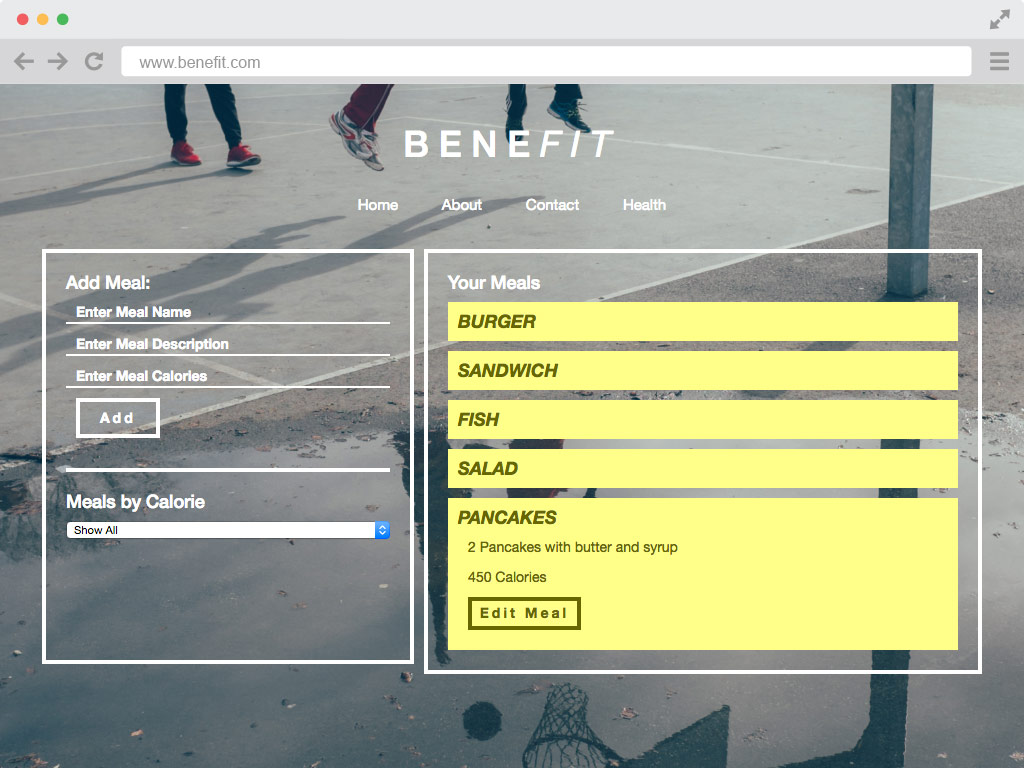 www.benefit.com
BENEFIT
Home About Contact Health
Add Meal:
Enter Meal Name
Enter Meal Description
Enter Meal Calories
Add
Meals by Calorie
Show All
Your Meals
BURGER
SANDWICH
FISH
SALAD
PANCAKES
2 Pancakes with butter and syrup
450 Calories
Edit Meal